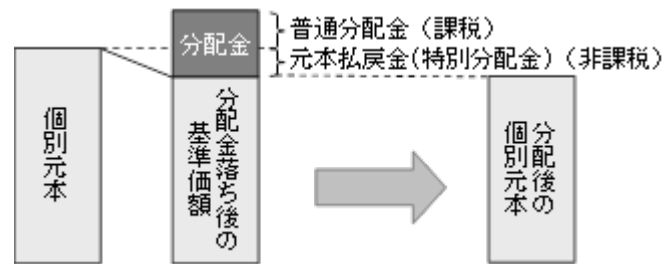 普通分配金（課税）
分配金
元本払戻金(特別分配金)（非課税）
個別元本
分配金落ち後の
基準価額
分配後の
個別元本